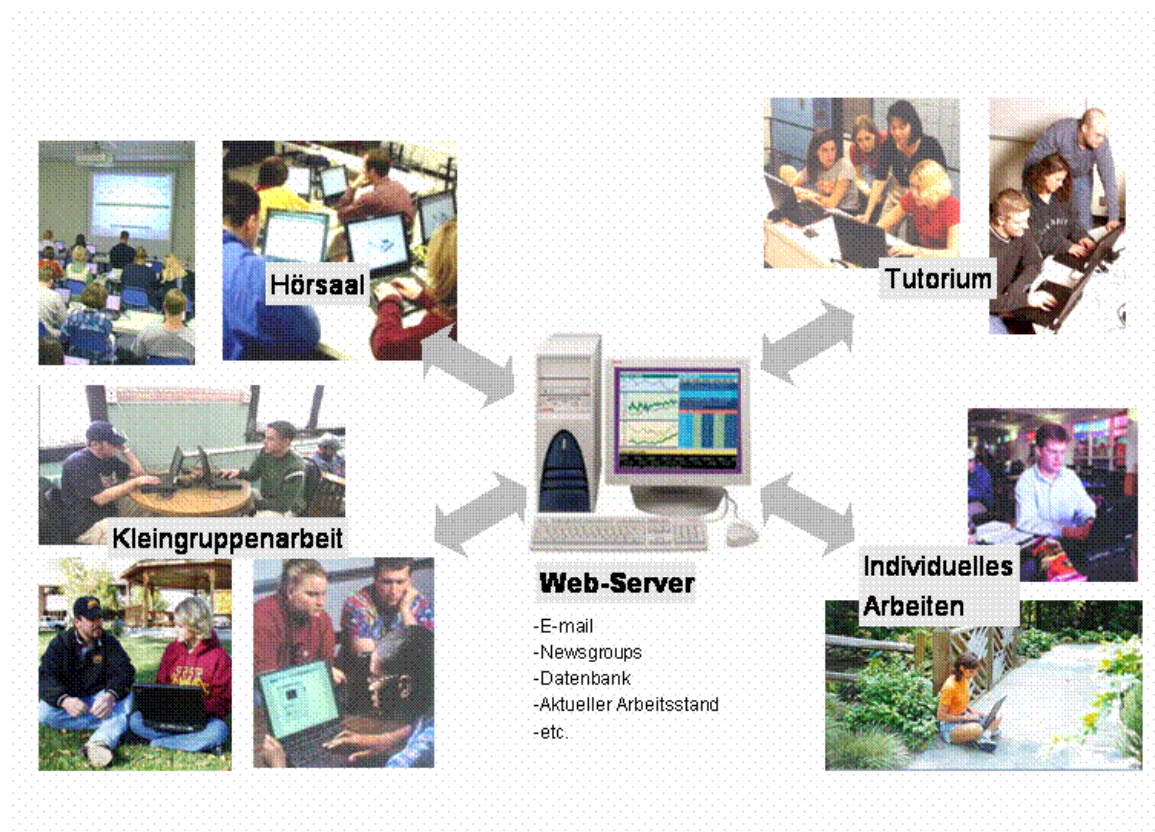 Hörsaal
Tutorium
Kleingruppenarbeit
Individuelles
Arbeiten
Web-Server
-E-mail
-Newsgroups
-Datenbank
-Aktueller Arbeitsstand
-etc.